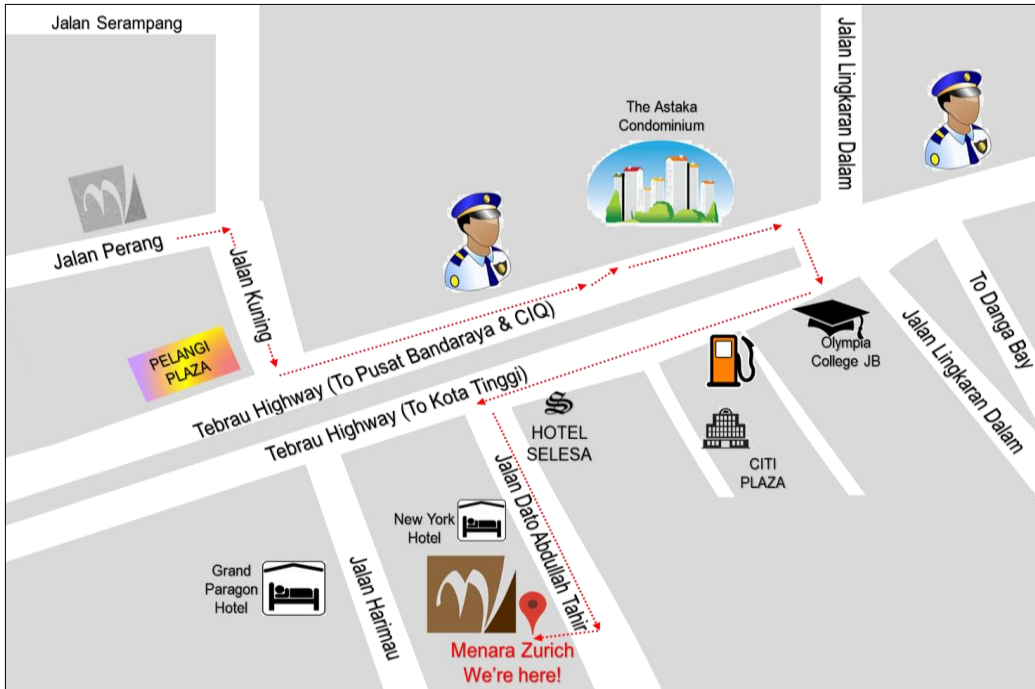 Jalan Serampang
Jalan Lingkaran Dalam
The Astaka
Condominium
Jalan Perang
Jalan Kuning
To Danga Bay
PELANGI
PLAZA
Tebrau Highway (To Pusat Bandaraya & CIQ)
Olympia
College JB
Jalan Lingkaran Dalam
Tebrau Highway (To Kota Tinggi)
HOTEL
SELESA
CITI
PLAZA
Jalan Dato Abdullah Tahir
New York
Hotel
Jalan Harimau
Grand
Paragon
Hotel
Menara Zurich
We're here!